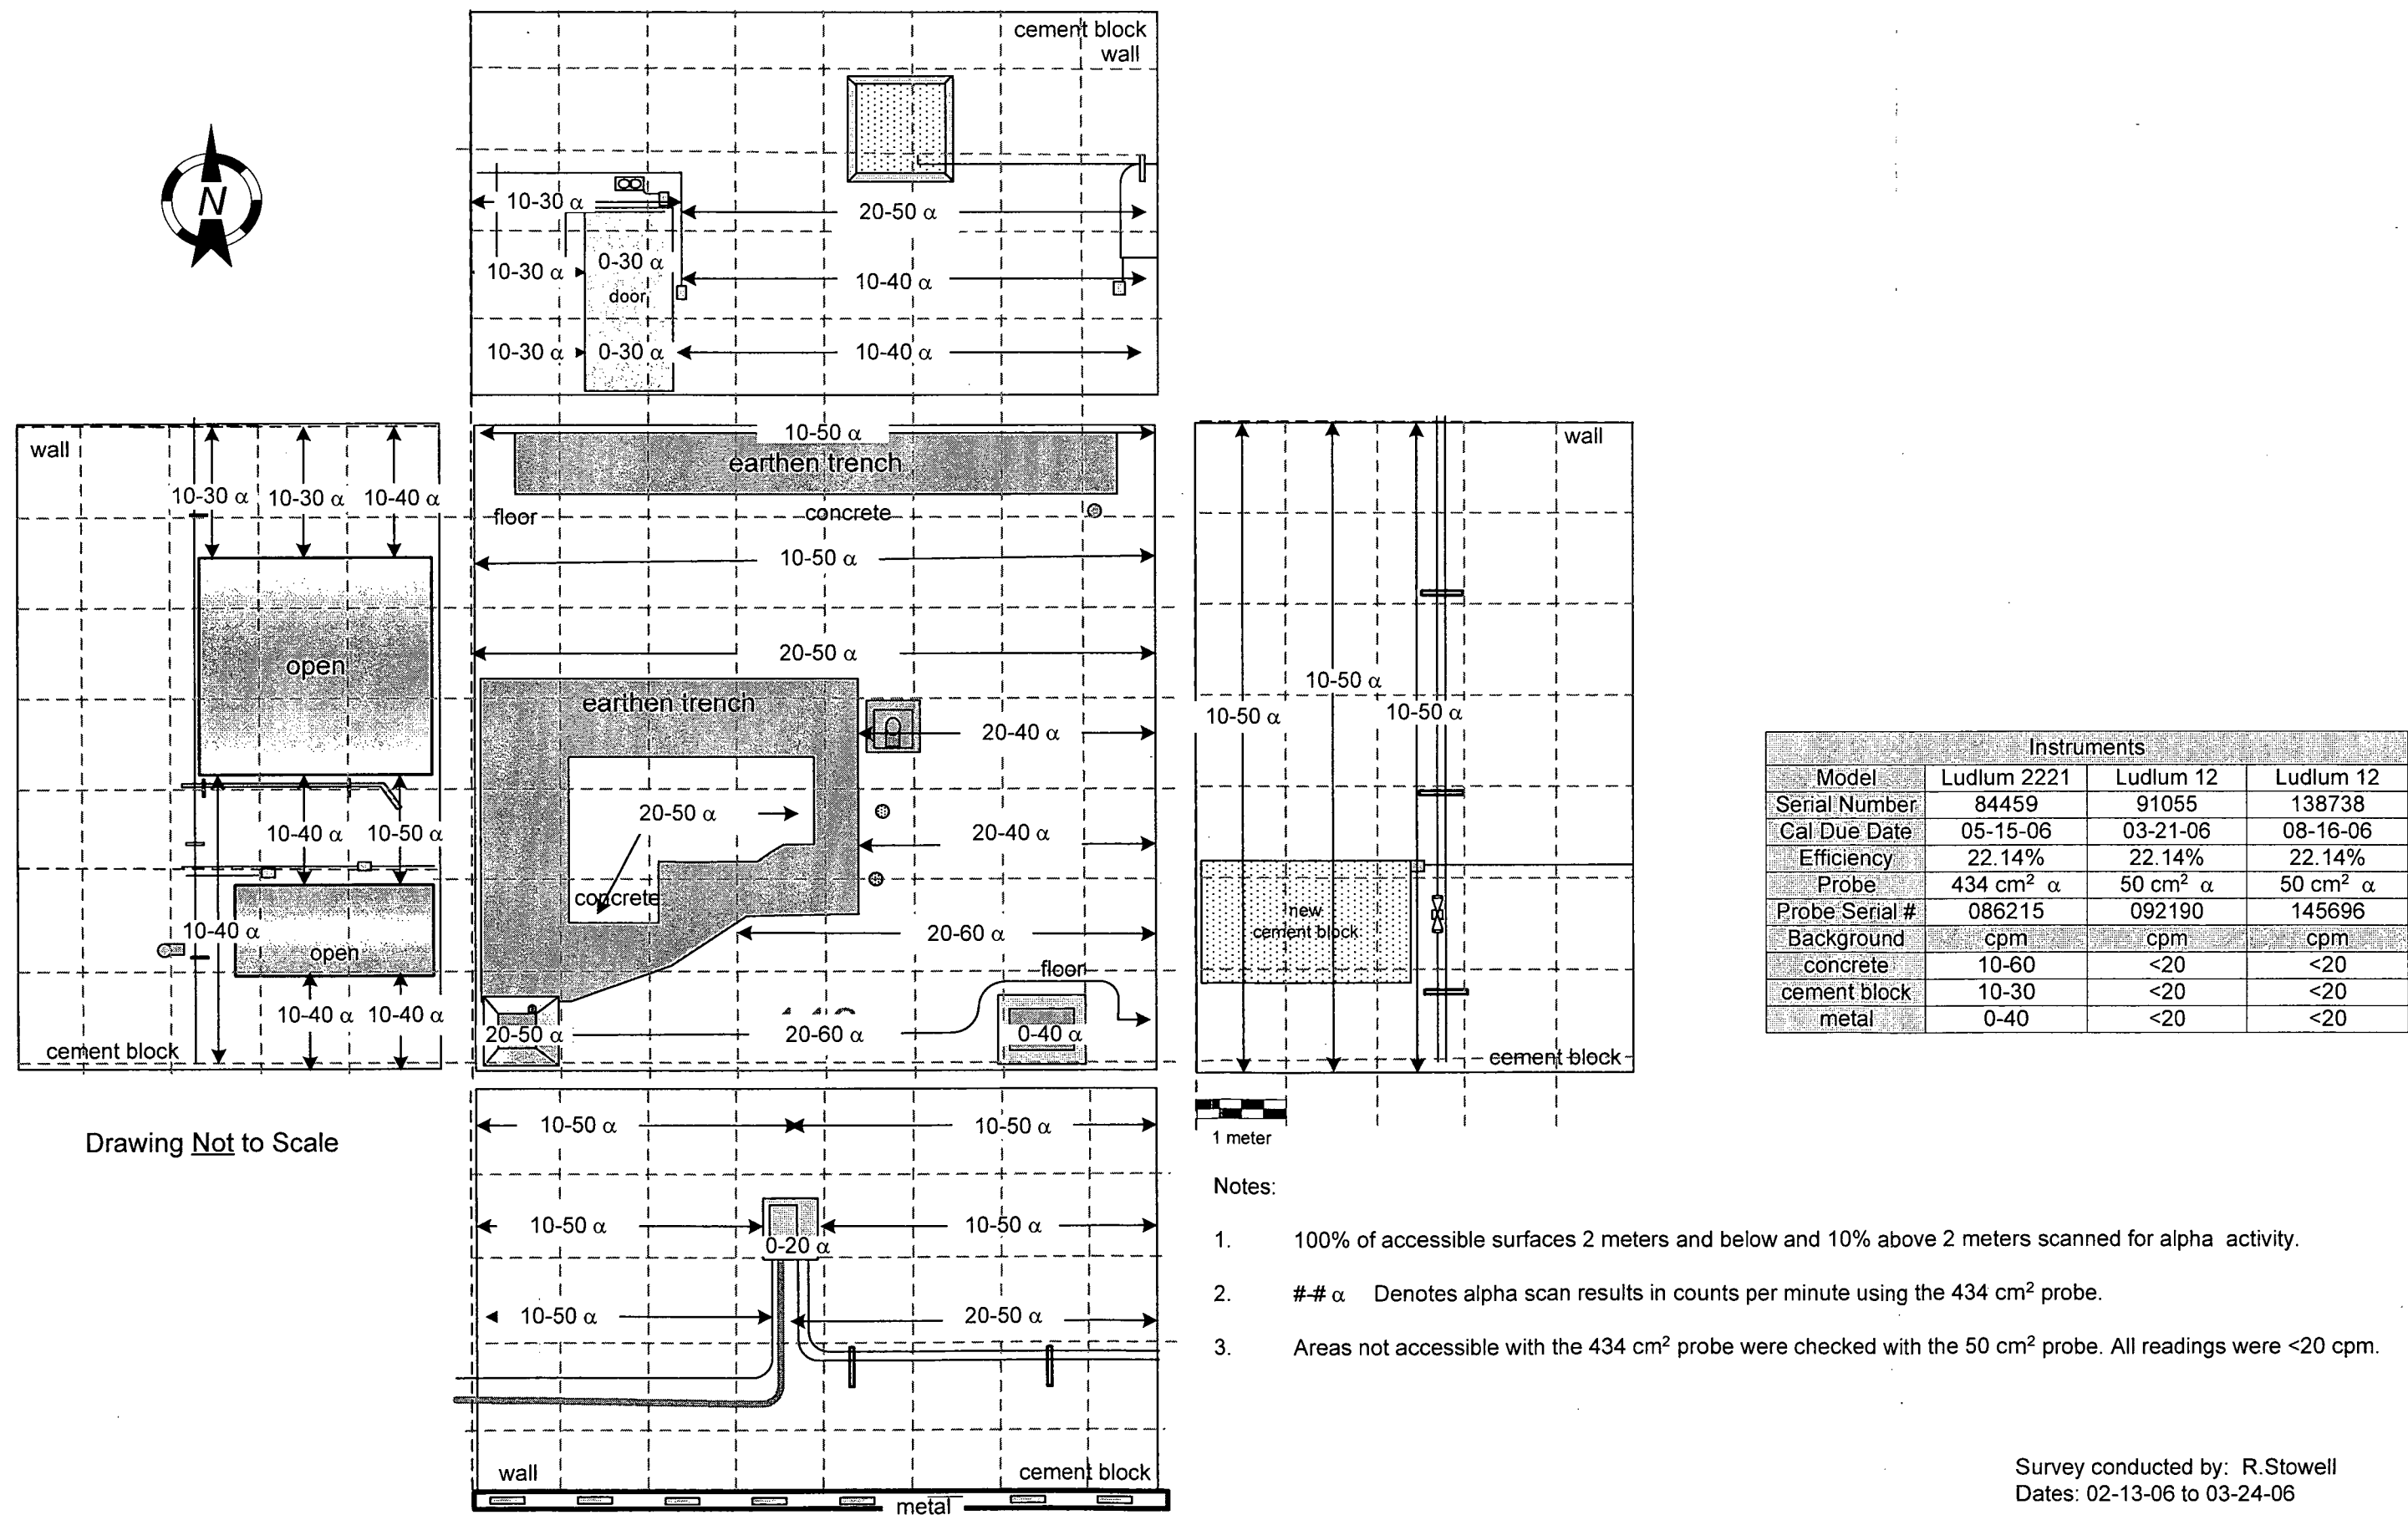 cement block
wall
N
10-30 α
20-50 α
10-30 α
0-30 α
door
10-40 α
10-30 α
0-30 α
10-40 α
wall
10-30 α
10-30 α
10-40 α
open
10-40 α
10-50 α
10-40 α
open
10-40 α
10-40 α
cement block
10-50 α
earthen trench
floor
concrete
10-50 α
20-50 α
earthen trench
20-40 α
20-50 α
20-40 α
concrete
20-60 α
floor
20-50 α
20-60 α
0-40 α
wall
10-50 α
10-50 α
10-50 α
new
cement block
cement block
1 meter
Instruments
Model Ludlum 2221 Ludlum 12 Ludlum 12
Serial Number 84459 91055 138738
Cal Due Date 05-15-06 03-21-06 08-16-06
Efficiency 22.14% 22.14% 22.14%
Probe 434 cm² α 50 cm² α 50 cm² α
Probe Serial # 086215 092190 145696
Background cpm cpm cpm
concrete 10-60 <20 <20
cement block 10-30 <20 <20
metal 0-40 <20 <20
Drawing Not to Scale
10-50 α
10-50 α
10-50 α
10-50 α
0-20 α
10-50 α
20-50 α
wall
cement block
metal
Notes:
1. 100% of accessible surfaces 2 meters and below and 10% above 2 meters scanned for alpha activity.
2. #-# α Denotes alpha scan results in counts per minute using the 434 cm² probe.
3. Areas not accessible with the 434 cm² probe were checked with the 50 cm² probe. All readings were <20 cpm.
Survey conducted by: R.Stowell
Dates: 02-13-06 to 03-24-06